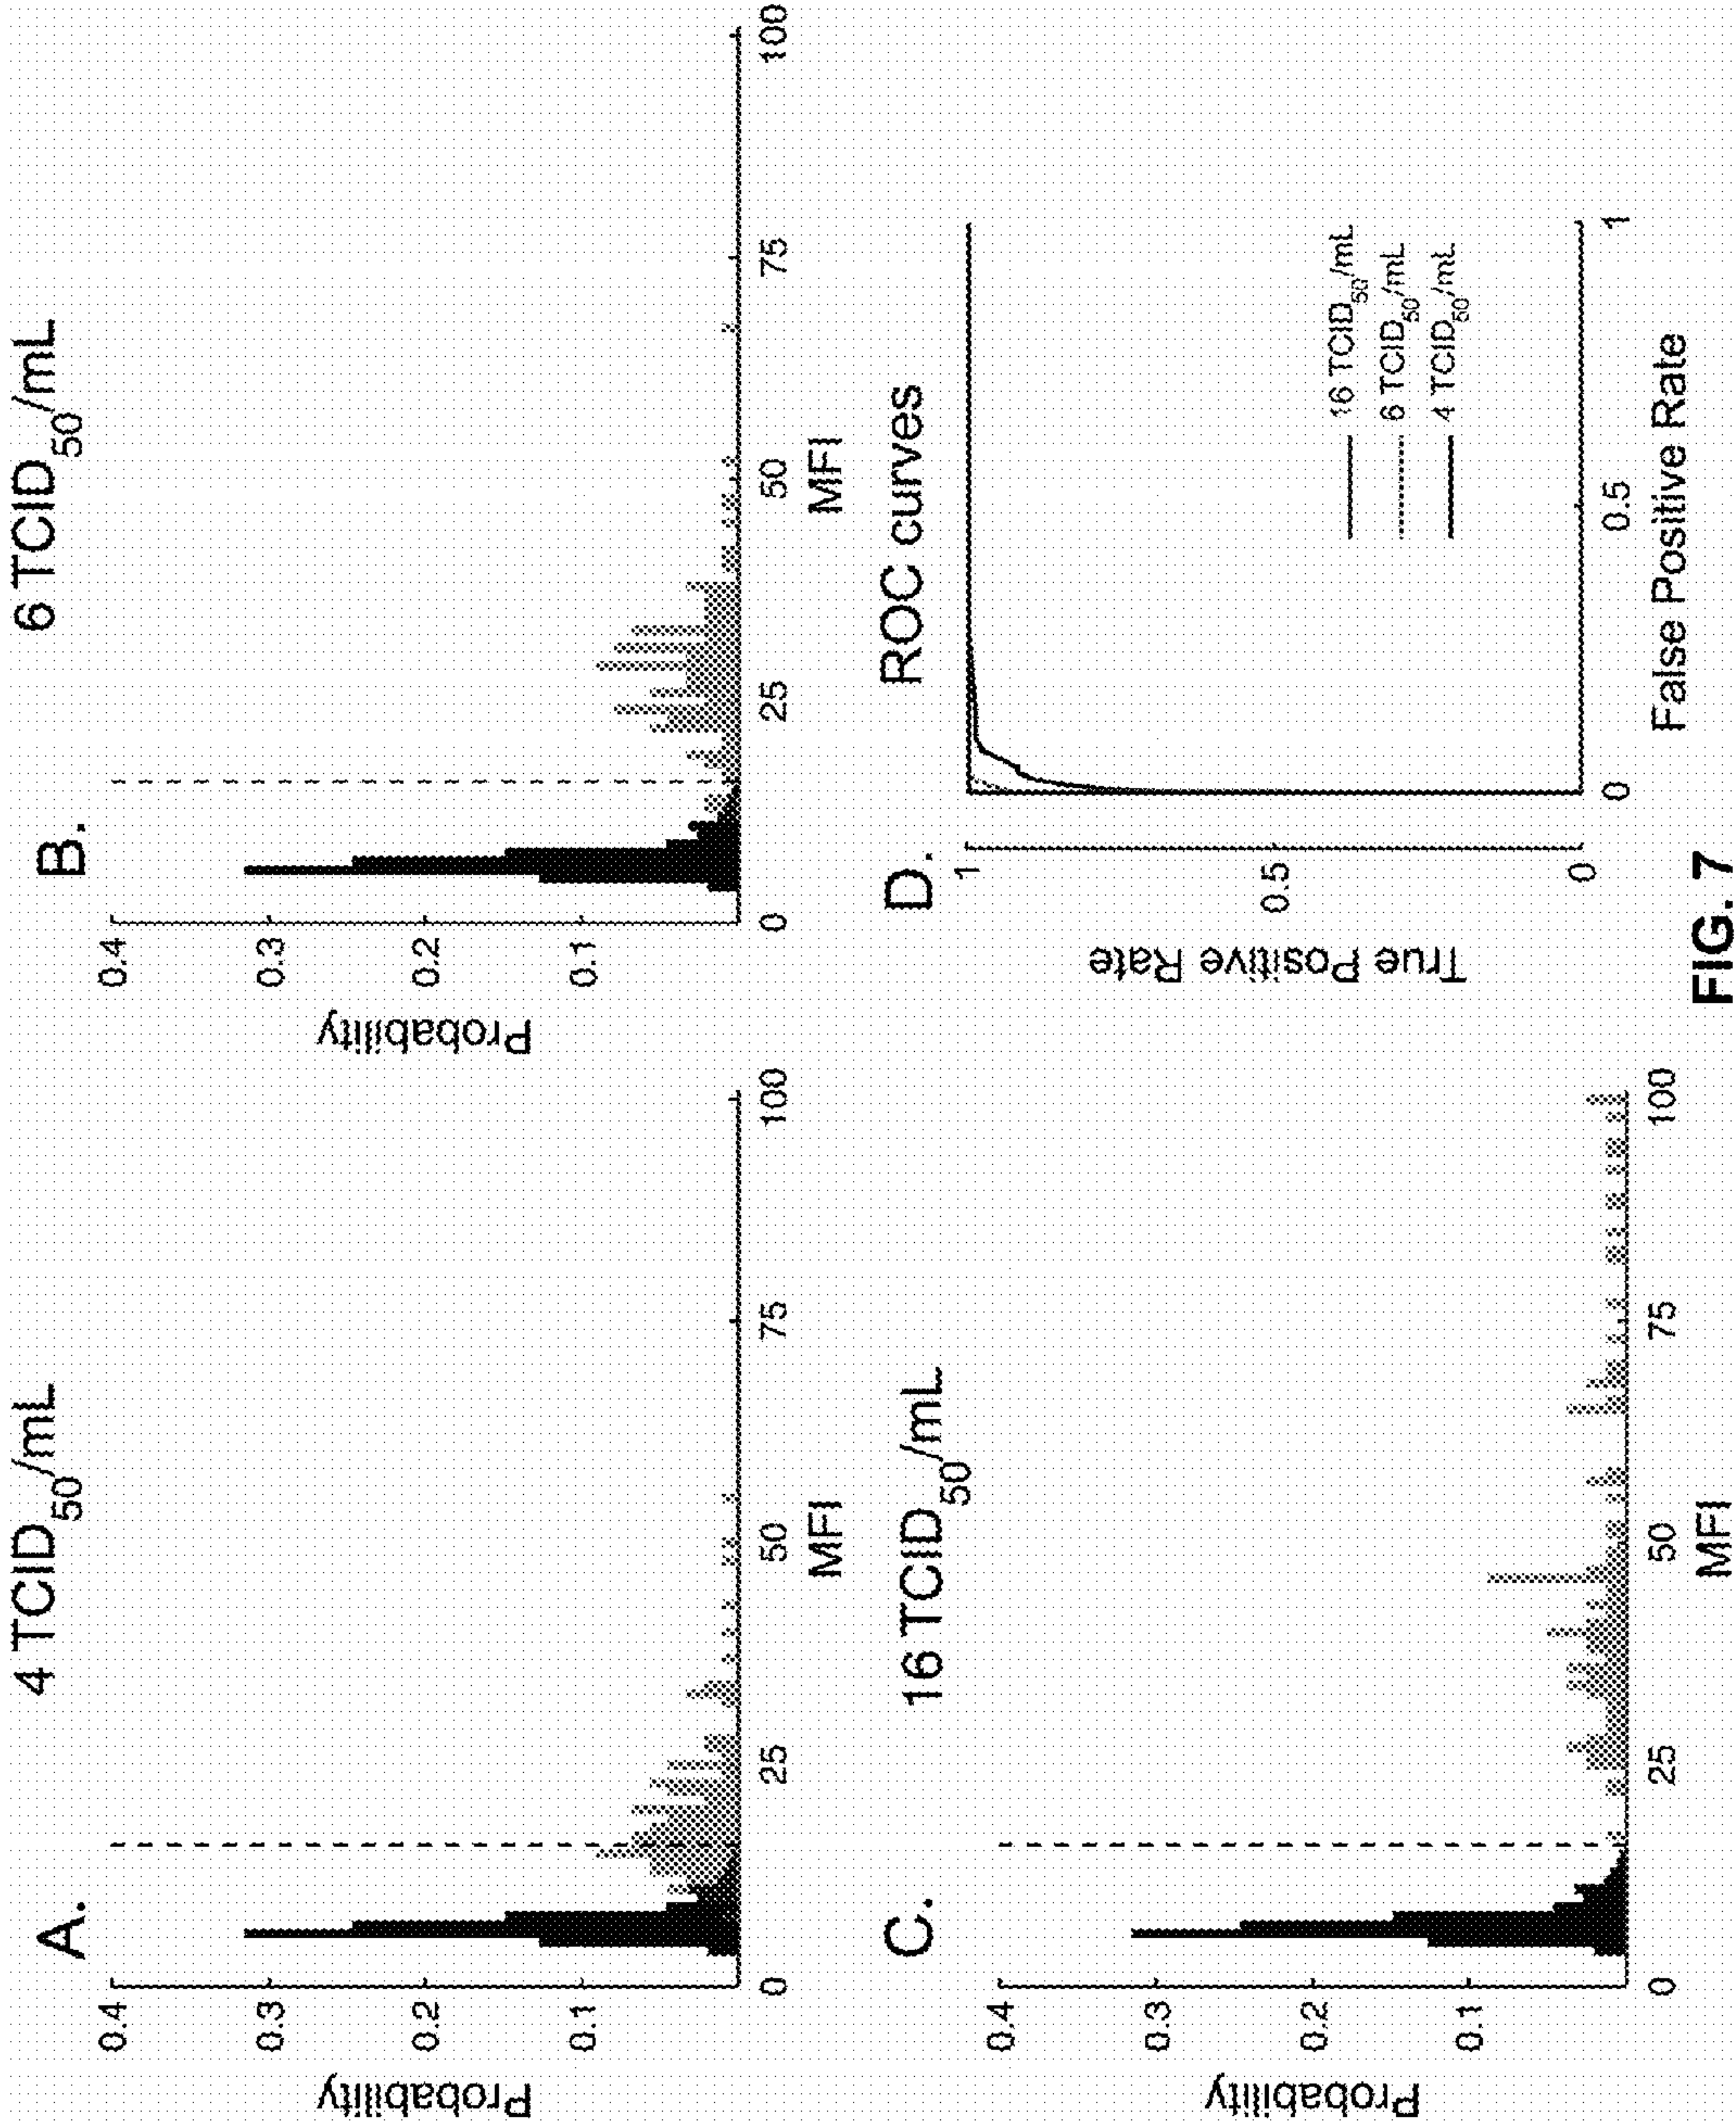 A.
4 TCID50/mL
Probability
0.4
0.3
0.2
0.1
0
25
50
75
100
MFI
B.
6 TCID50/mL
Probability
0.4
0.3
0.2
0.1
0
25
50
75
100
MFI
C.
16 TCID50/mL
Probability
0.4
0.3
0.2
0.1
0
25
50
75
100
MFI
D.
ROC curves
True Positive Rate
1
0.5
0
16 TCID50/mL
6 TCID50/mL
4 TCID50/mL
0
0.5
1
False Positive Rate
FIG. 7